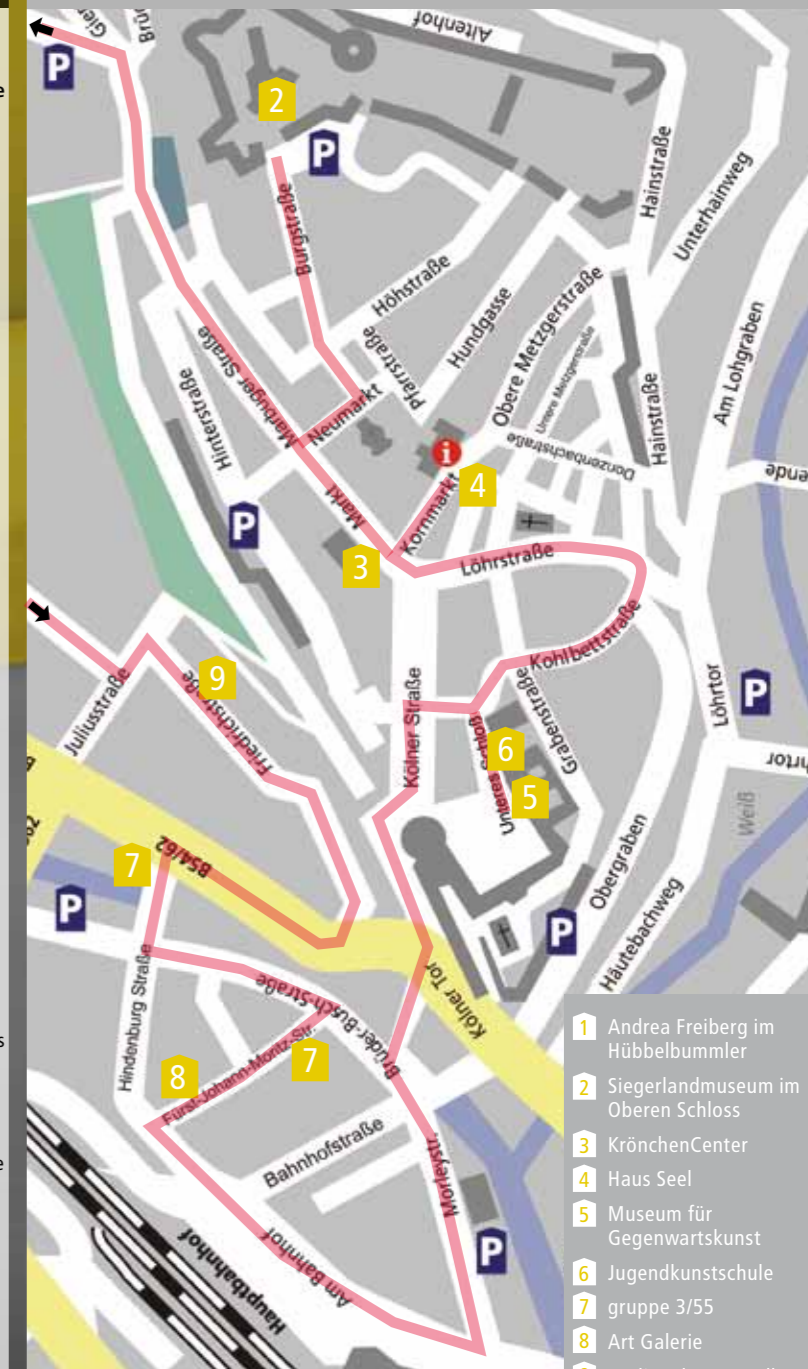 P
Altenhof
2
P
Burgstraße
Hainstraße
Unterhainweg
Höhstraße
Hundgasse
Obere Metzgerstraße
Untere Metzgerstraße
Pfarrstraße
Marbuger Straße
Neumarkt
Hinterstraße
Am Lohgraben
Hainstraße
i
Donzenbachstraße
4
Kornmarkt
P
Markt
3
Löhrstraße
Kohlbettstraße
Kölner Straße
Grabenstraße
Löhrtor
P
9
Juliusstraße
Friedrichstraße
6
Unteres Schloß
5
Weiß
B54/62
7
P
P
Obergraben
Häutebachweg
Kölner Tor
Hindenburg Straße
Brüder-Busch-Straße
7
Fürst-Johann-Moritz-Str.
8
Bahnhofstraße
Morleystr.
P
Hauptbahnhof
Am Bahnhof
1 Andrea Freiberg im
Hübbelbummler
2 Siegerlandmuseum im
Oberen Schloss
3 KrönchenCenter
4 Haus Seel
5 Museum für
Gegenwartskunst
6 Jugendkunstschule
7 gruppe 3/55
8 Art Galerie